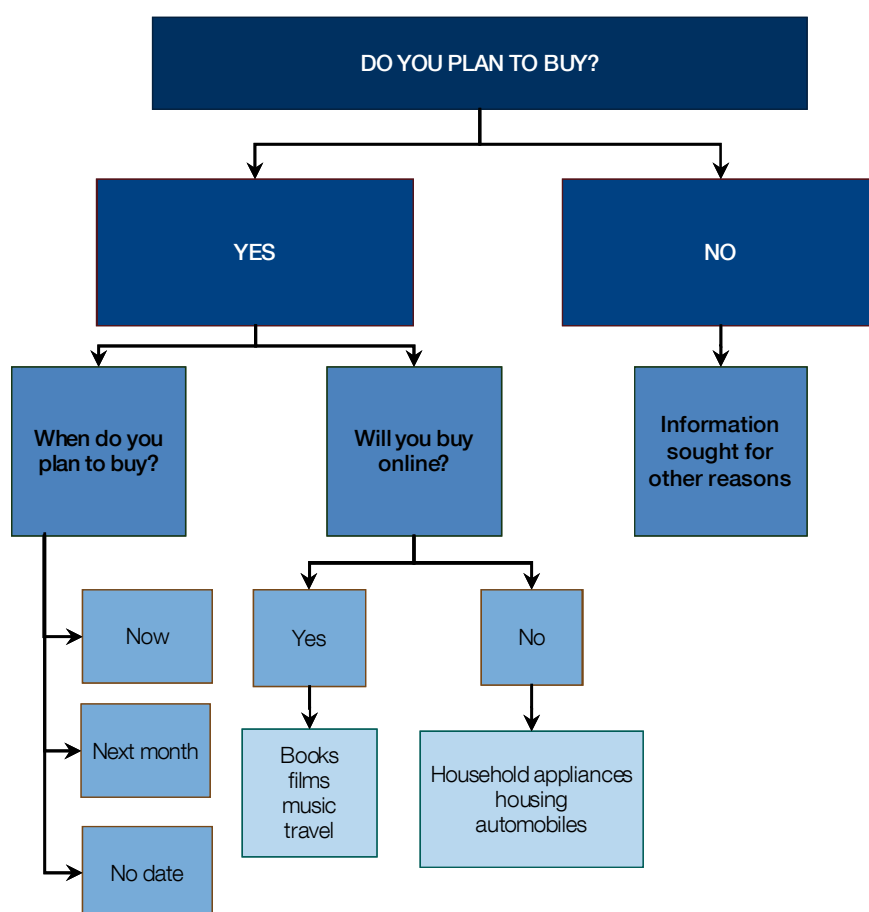 DO YOU PLAN TO BUY?
YES
NO
When do you
plan to buy?
Will you buy
online?
Information
sought for
other reasons
Now
Next month
No date
Yes
No
Books
films
music
travel
Household appliances
housing
automobiles